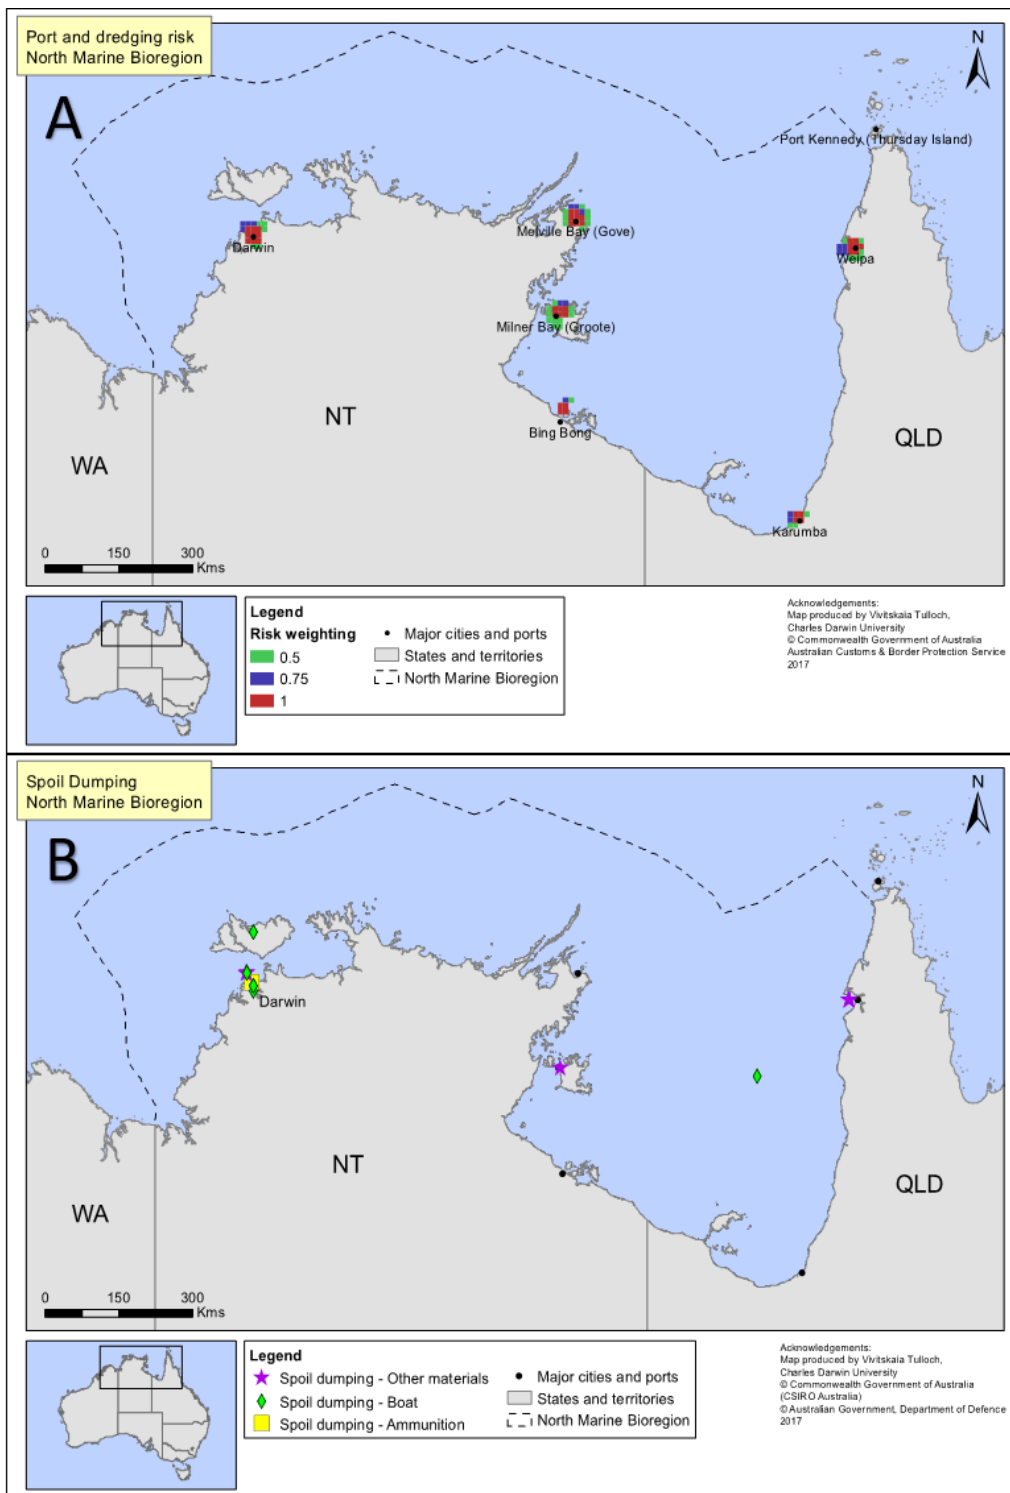 Port and dredging risk
North Marine Bioregion
A
N
Port Kennedy (Thursday Island)
Darwin
Melville Bay (Gove)
Weipa
Milner Bay (Groote)
Bing Bong
NT
QLD
WA
Karumba
0 150 300
Kms
Legend
Risk weighting
0.5
0.75
1
Major cities and ports
States and territories
North Marine Bioregion
Acknowledgements:
Map produced by Vivitskaia Tulloch,
Charles Darwin University
© Commonwealth Government of Australia
Australian Customs & Border Protection Service
2017
Spoil Dumping
North Marine Bioregion
B
N
Darwin
NT
QLD
WA
0 150 300
Kms
Legend
Spoil dumping - Other materials
Spoil dumping - Boat
Spoil dumping - Ammunition
Major cities and ports
States and territories
North Marine Bioregion
Acknowledgements:
Map produced by Vivitskaia Tulloch,
Charles Darwin University
© Commonwealth Government of Australia
(CSIRO Australia)
© Australian Government, Department of Defence
2017